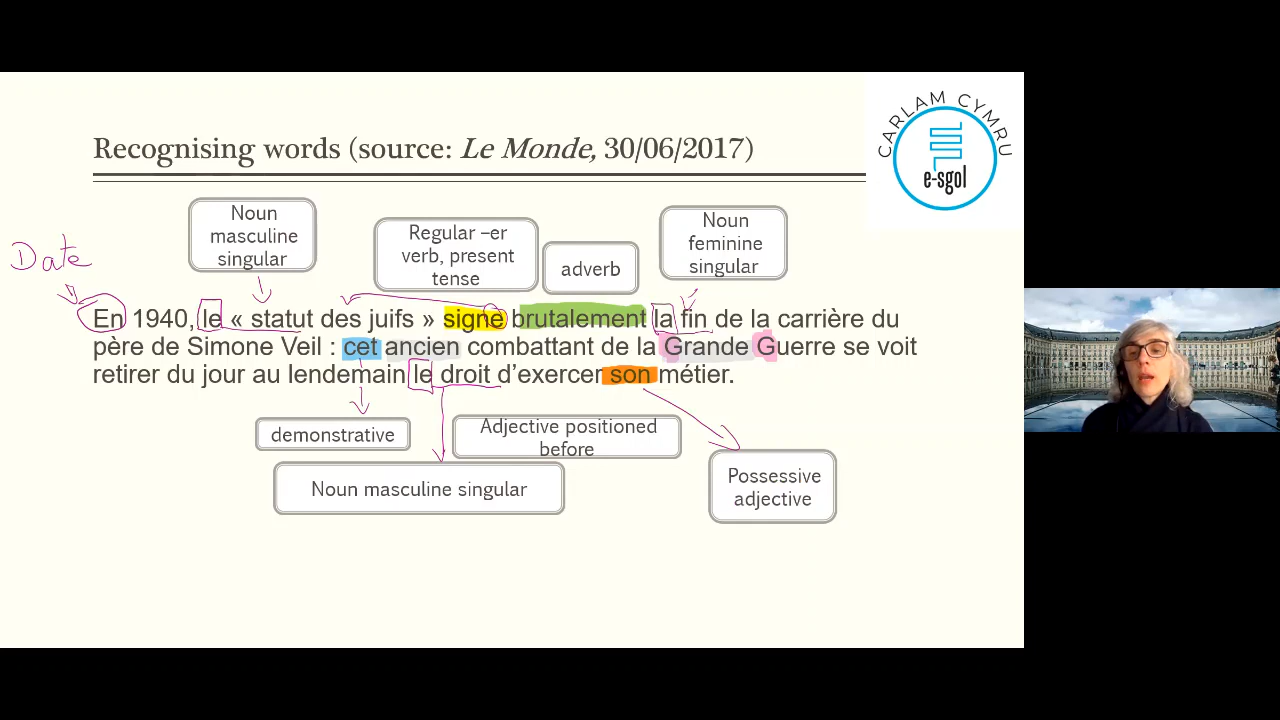 CARLAM CYMRU
e-sgol
Recognising words (source: Le Monde, 30/06/2017)
Noun
masculine
singular
Regular –er
verb, present
tense
adverb
Noun
feminine
singular
Date
En 1940, le « statut des juifs » signe brutalement la fin de la carrière du
père de Simone Veil : cet ancien combattant de la Grande Guerre se voit
retirer du jour au lendemain le droit d’exercer son métier.
demonstrative
Adjective positioned
before
Noun masculine singular
Possessive
adjective